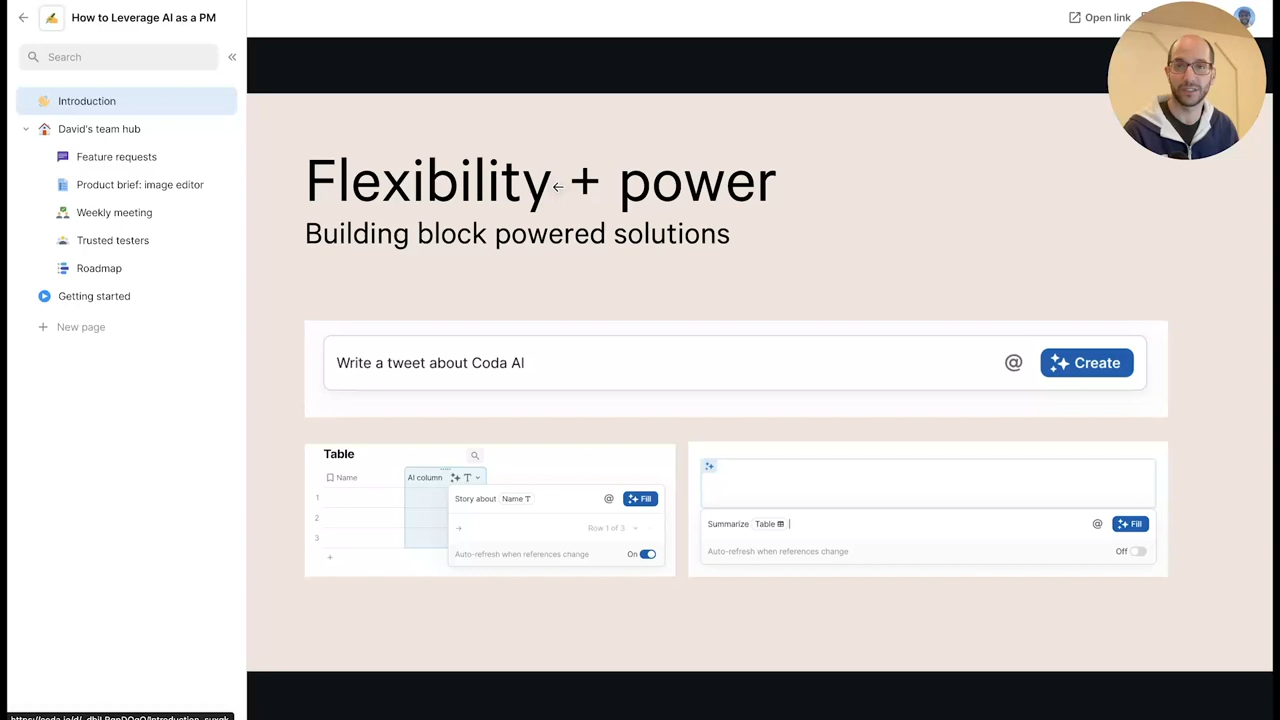 How to Leverage AI as a PM
Open link
Search
Introduction
David's team hub
Feature requests
Product brief: image editor
Weekly meeting
Trusted testers
Roadmap
Getting started
New page
Flexibility + power
Building block powered solutions
Write a tweet about Coda AI
@
Create
Table
Name
AI column
1
2
3
Story about Name
@
Fill
Row 1 of 3
Auto-refresh when references change
On
Summarize Table
@
Fill
Auto-refresh when references change
Off